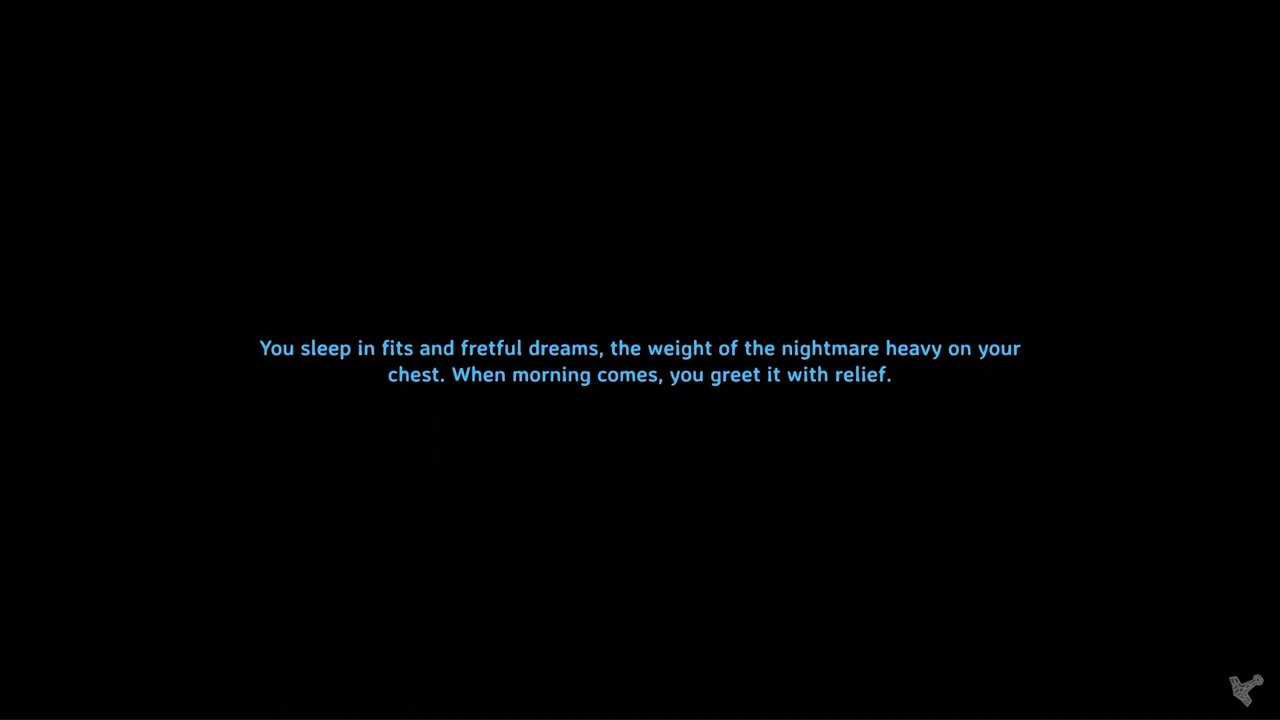 You sleep in fits and fretful dreams, the weight of the nightmare heavy on your
chest. When morning comes, you greet it with relief.